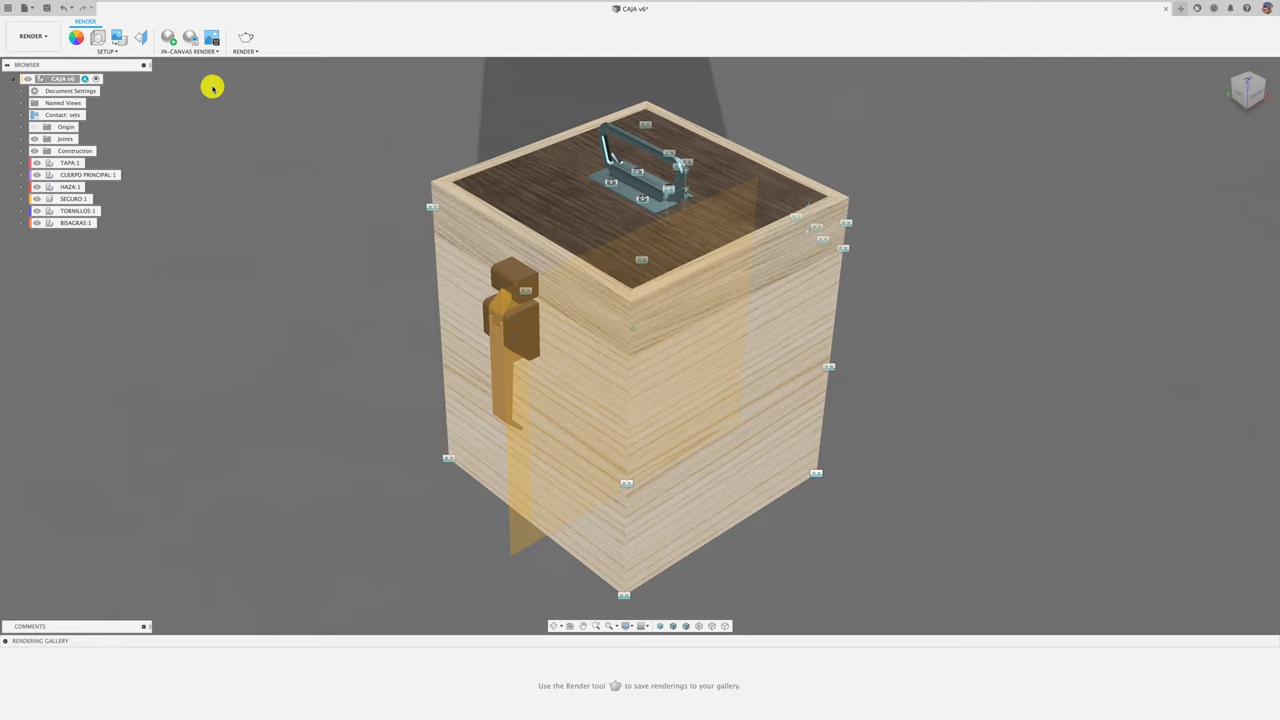 CAJA v6*
RENDER
RENDER ▾
SETUP ▾
IN-CANVAS RENDER ▾
RENDER ▾
BROWSER
CAJA v6
Document Settings
Named Views
Contact: sets
Origin
Joints
Construction
TAPA:1
CUERPO PRINCIPAL:1
HAZA:1
SEGURO:1
TORNILLOS:1
BISAGRAS:1
COMMENTS
RENDERING GALLERY
Use the Render tool to save renderings to your gallery.